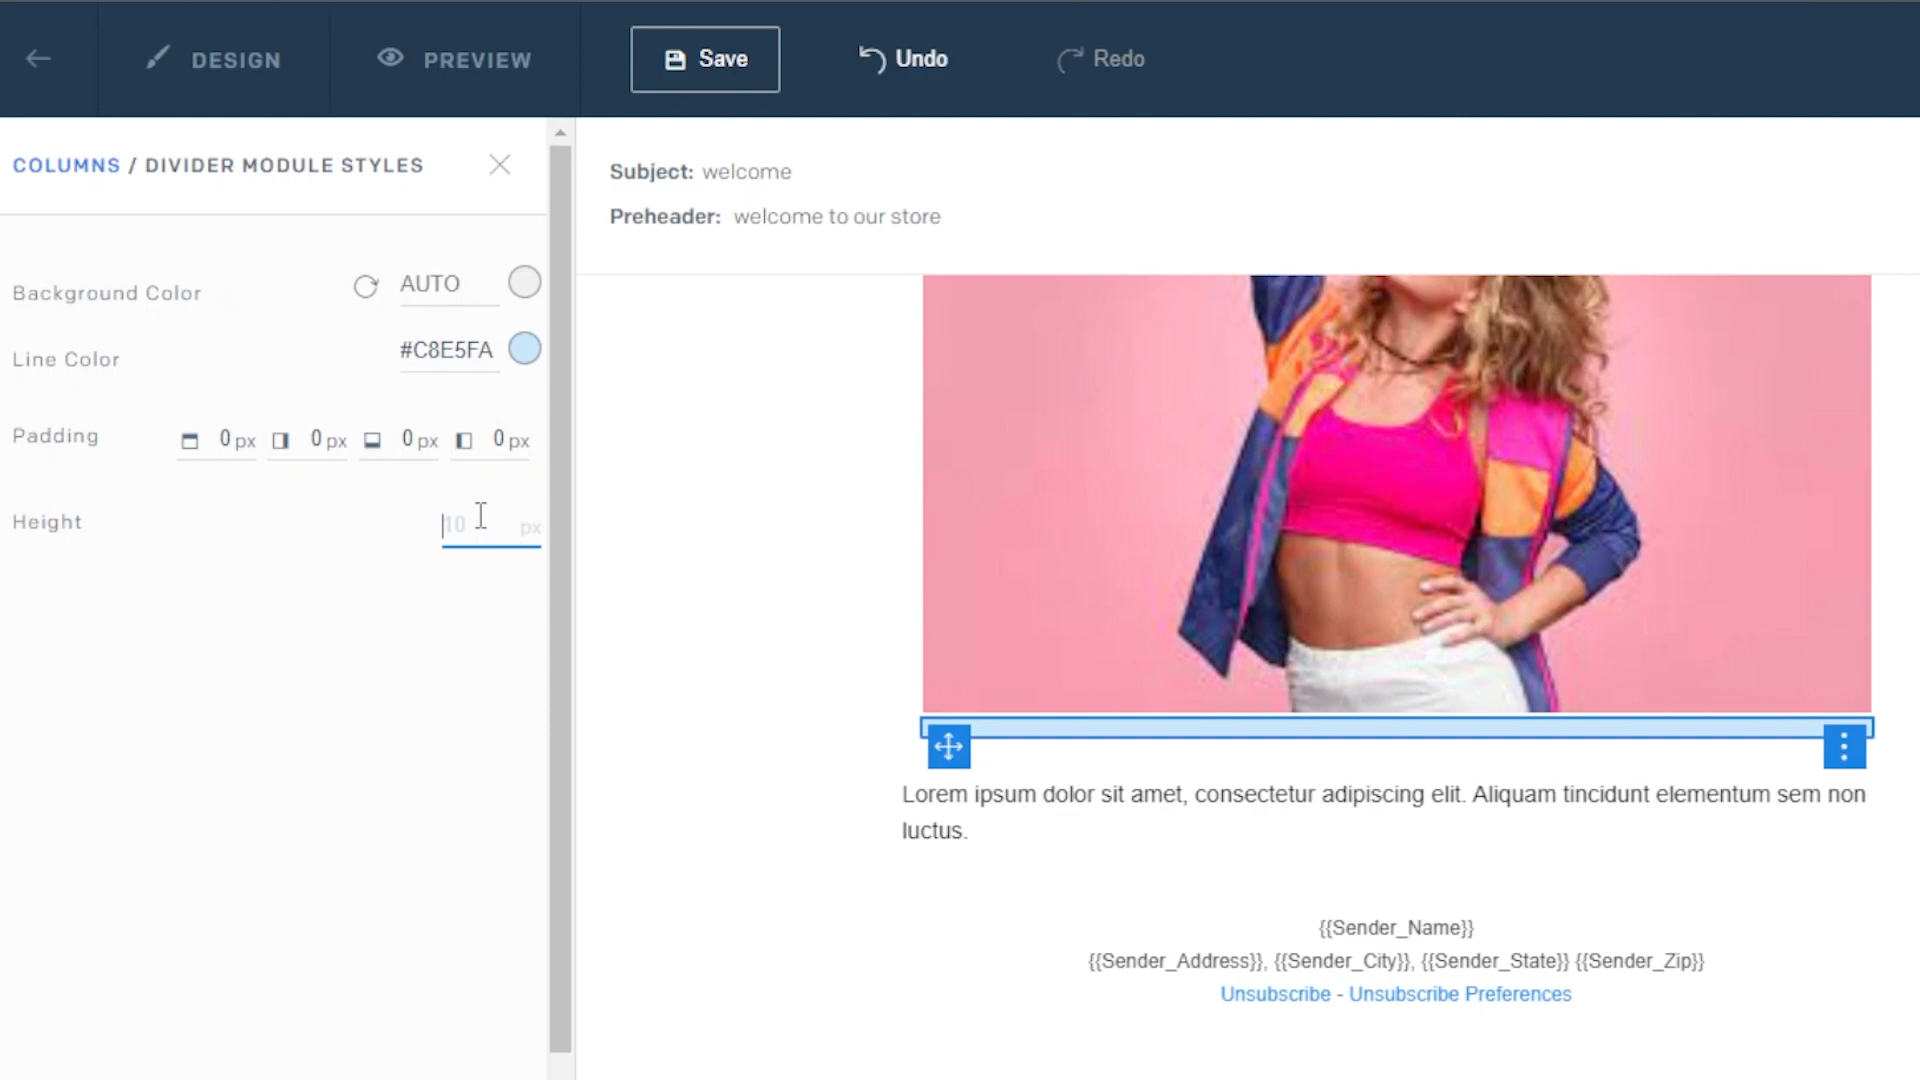 DESIGN
PREVIEW
Save
Undo
Redo
COLUMNS / DIVIDER MODULE STYLES
Subject: welcome
Preheader: welcome to our store
Background Color
AUTO
Line Color
#C8E5FA
Padding
0 px
0 px
0 px
0 px
Height
10 px
Lorem ipsum dolor sit amet, consectetur adipiscing elit. Aliquam tincidunt elementum sem non
luctus.
{{Sender_Name}}
{{Sender_Address}}, {{Sender_City}}, {{Sender_State}} {{Sender_Zip}}
Unsubscribe - Unsubscribe Preferences